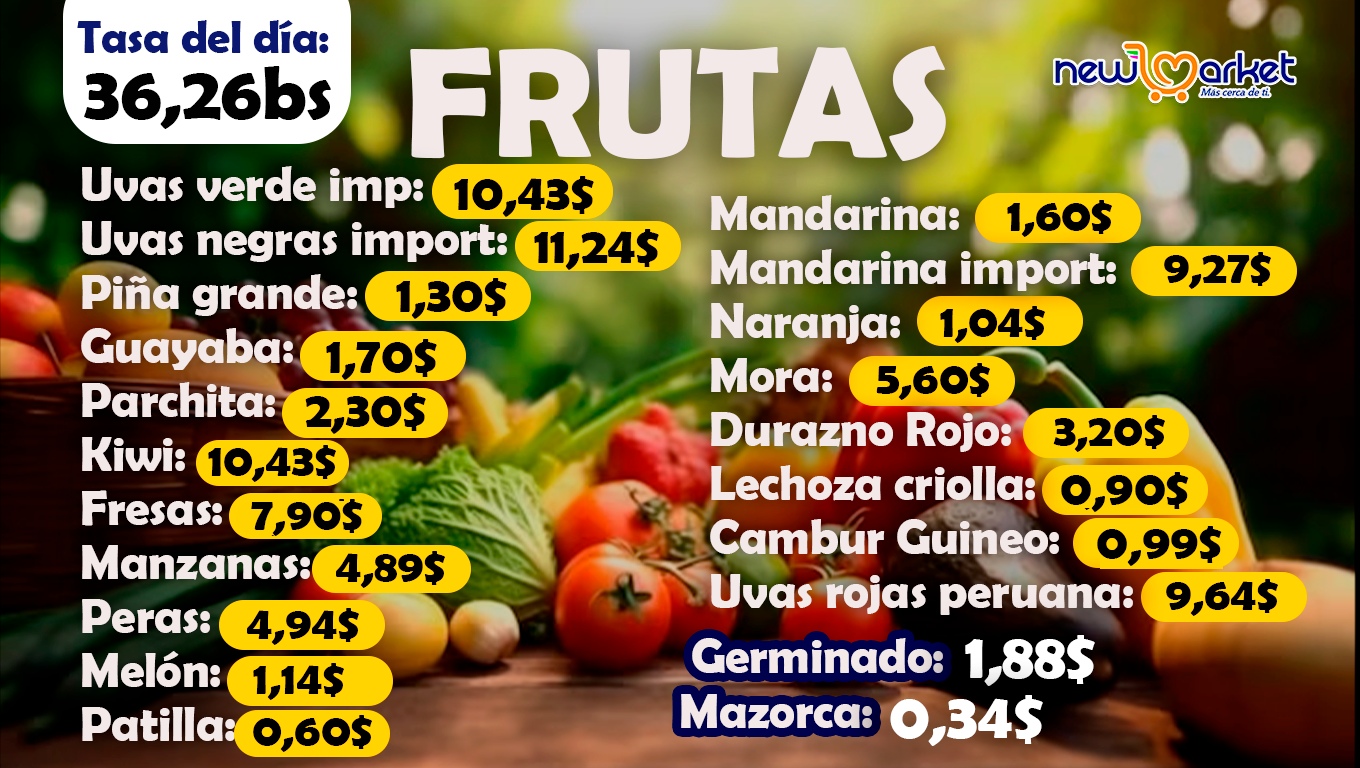 Tasa del día:
36,26bs
FRUTAS
new market
Más cerca de ti.
Uvas verde imp: 10,43$
Uvas negras import: 11,24$
Piña grande: 1,30$
Guayaba: 1,70$
Parchita: 2,30$
Kiwi: 10,43$
Fresas: 7,90$
Manzanas: 4,89$
Peras: 4,94$
Melón: 1,14$
Patilla: 0,60$
Mandarina: 1,60$
Mandarina import: 9,27$
Naranja: 1,04$
Mora: 5,60$
Durazno Rojo: 3,20$
Lechoza criolla: 0,90$
Cambur Guineo: 0,99$
Uvas rojas peruana: 9,64$
Germinado: 1,88$
Mazorca: 0,34$